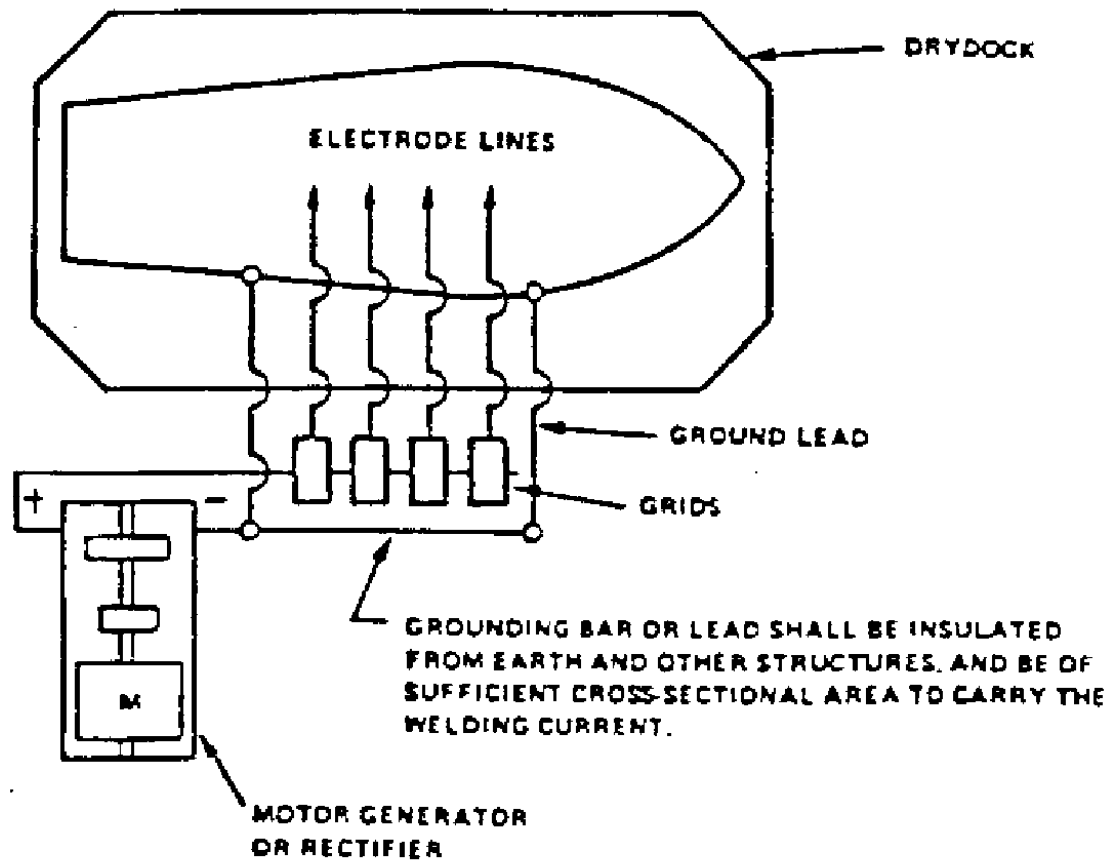 DRYDOCK
ELECTRODE LINES
GROUND LEAD
GRIDS
+
-
GROUNDING BAR OR LEAD SHALL BE INSULATED
FROM EARTH AND OTHER STRUCTURES. AND BE OF
SUFFICIENT CROSS-SECTIONAL AREA TO CARRY THE
WELDING CURRENT.
M
MOTOR GENERATOR
OR RECTIFIER